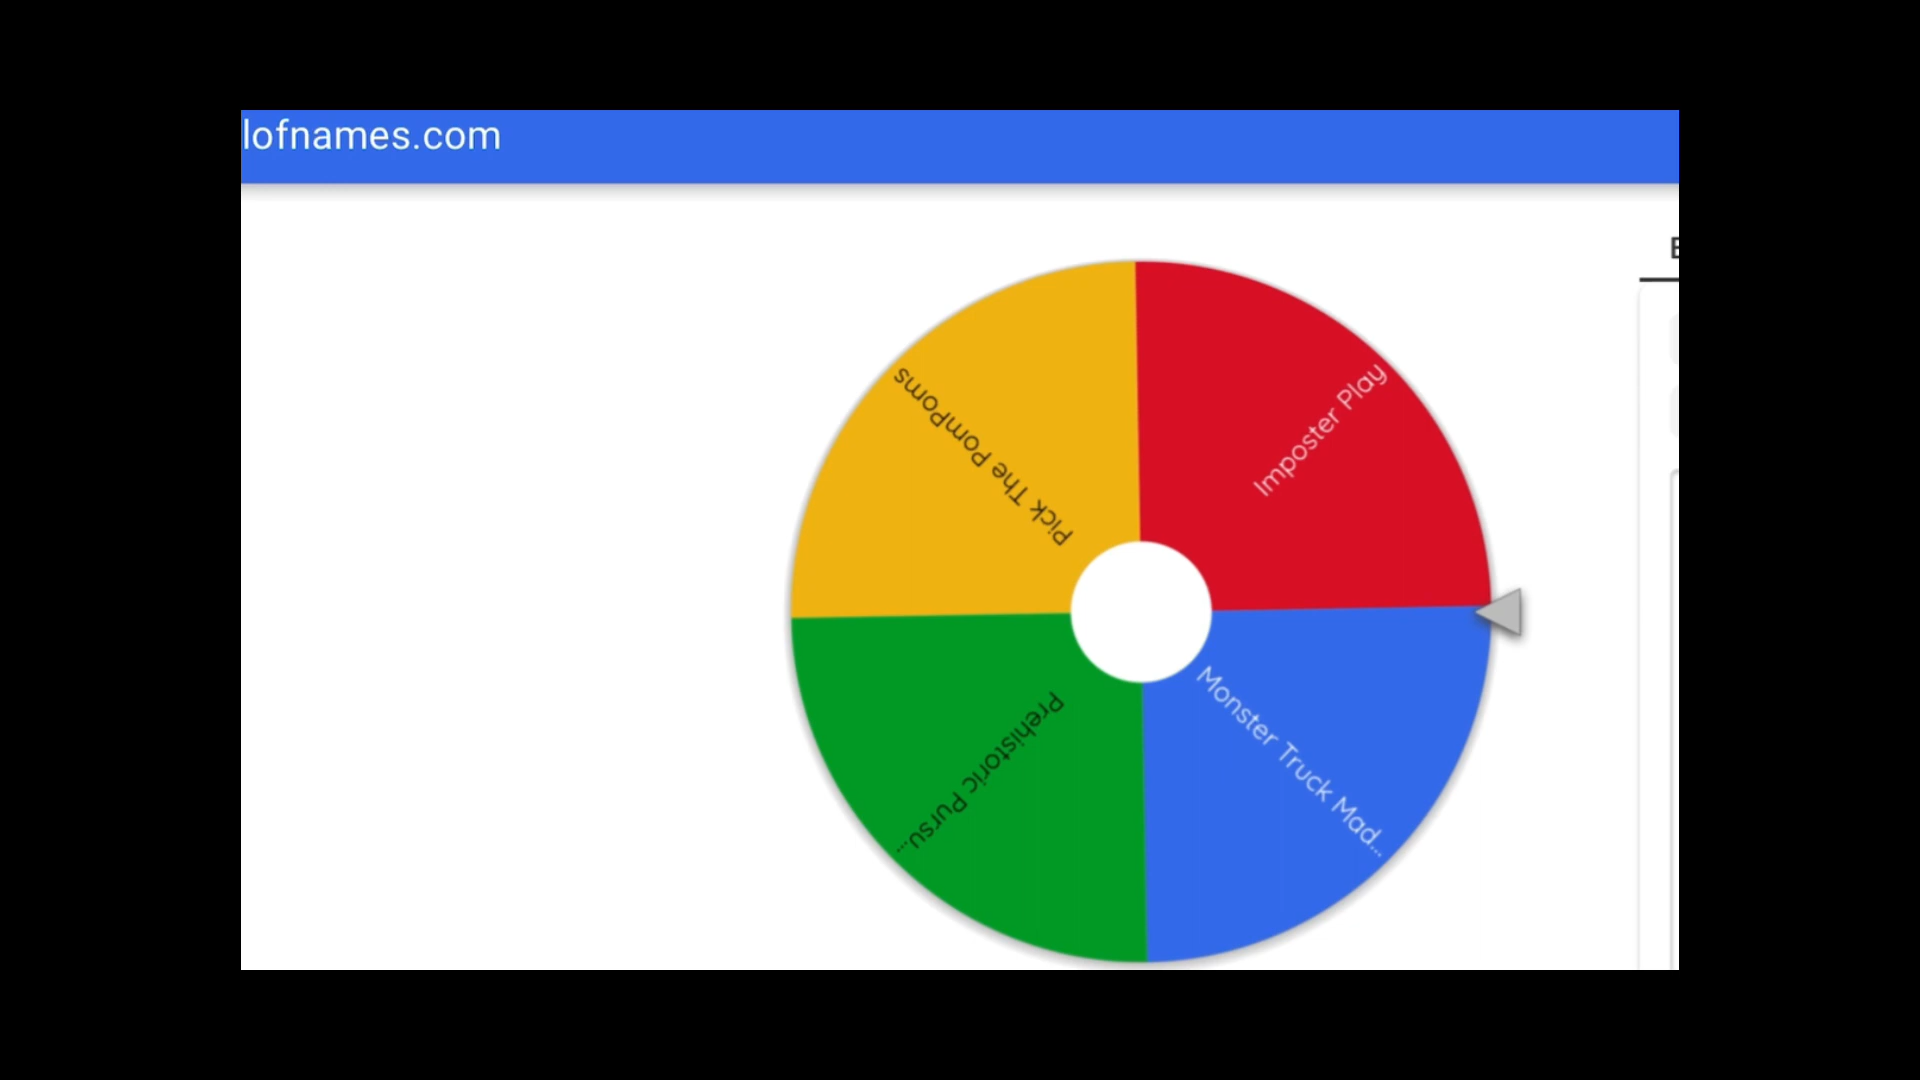 lofnames.com
E
Pick The PomPoms
Imposter Play
Prehistoric Pursu...
Monster Truck Mad...